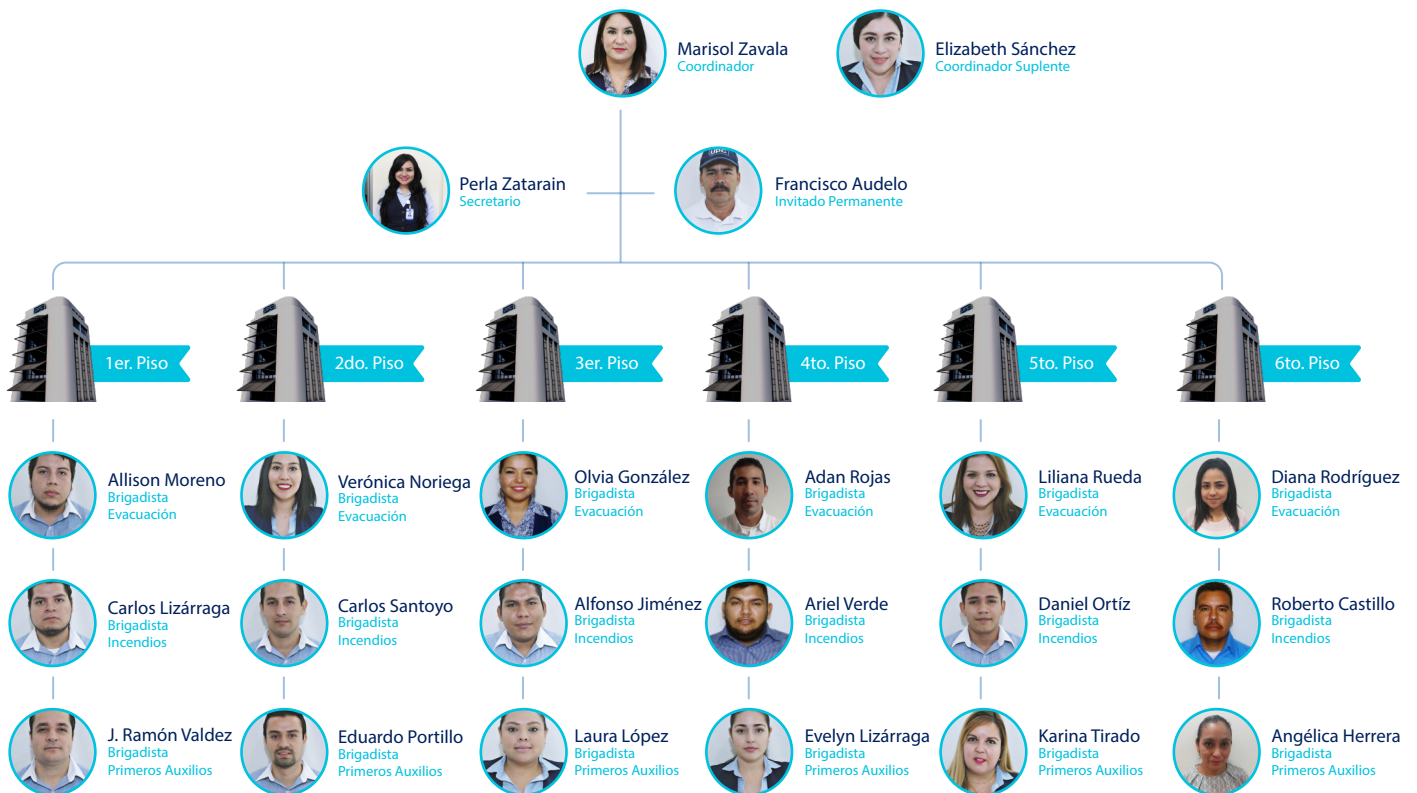 Marisol Zavala
Coordinador
Elizabeth Sánchez
Coordinador Suplente
Perla Zatarain
Secretario
UPC
Francisco Audelo
Invitado Permanente
1er. Piso
2do. Piso
3er. Piso
4to. Piso
5to. Piso
6to. Piso
Allison Moreno
Brigadista
Evacuación
Verónica Noriega
Brigadista
Evacuación
Olvia González
Brigadista
Evacuación
Adan Rojas
Brigadista
Evacuación
Liliana Rueda
Brigadista
Evacuación
Diana Rodríguez
Brigadista
Evacuación
Carlos Lizárraga
Brigadista
Incendios
Carlos Santoyo
Brigadista
Incendios
Alfonso Jiménez
Brigadista
Incendios
Ariel Verde
Brigadista
Incendios
Daniel Ortíz
Brigadista
Incendios
Roberto Castillo
Brigadista
Incendios
J. Ramón Valdez
Brigadista
Primeros Auxilios
Eduardo Portillo
Brigadista
Primeros Auxilios
Laura López
Brigadista
Primeros Auxilios
Evelyn Lizárraga
Brigadista
Primeros Auxilios
Karina Tirado
Brigadista
Primeros Auxilios
Angélica Herrera
Brigadista
Primeros Auxilios